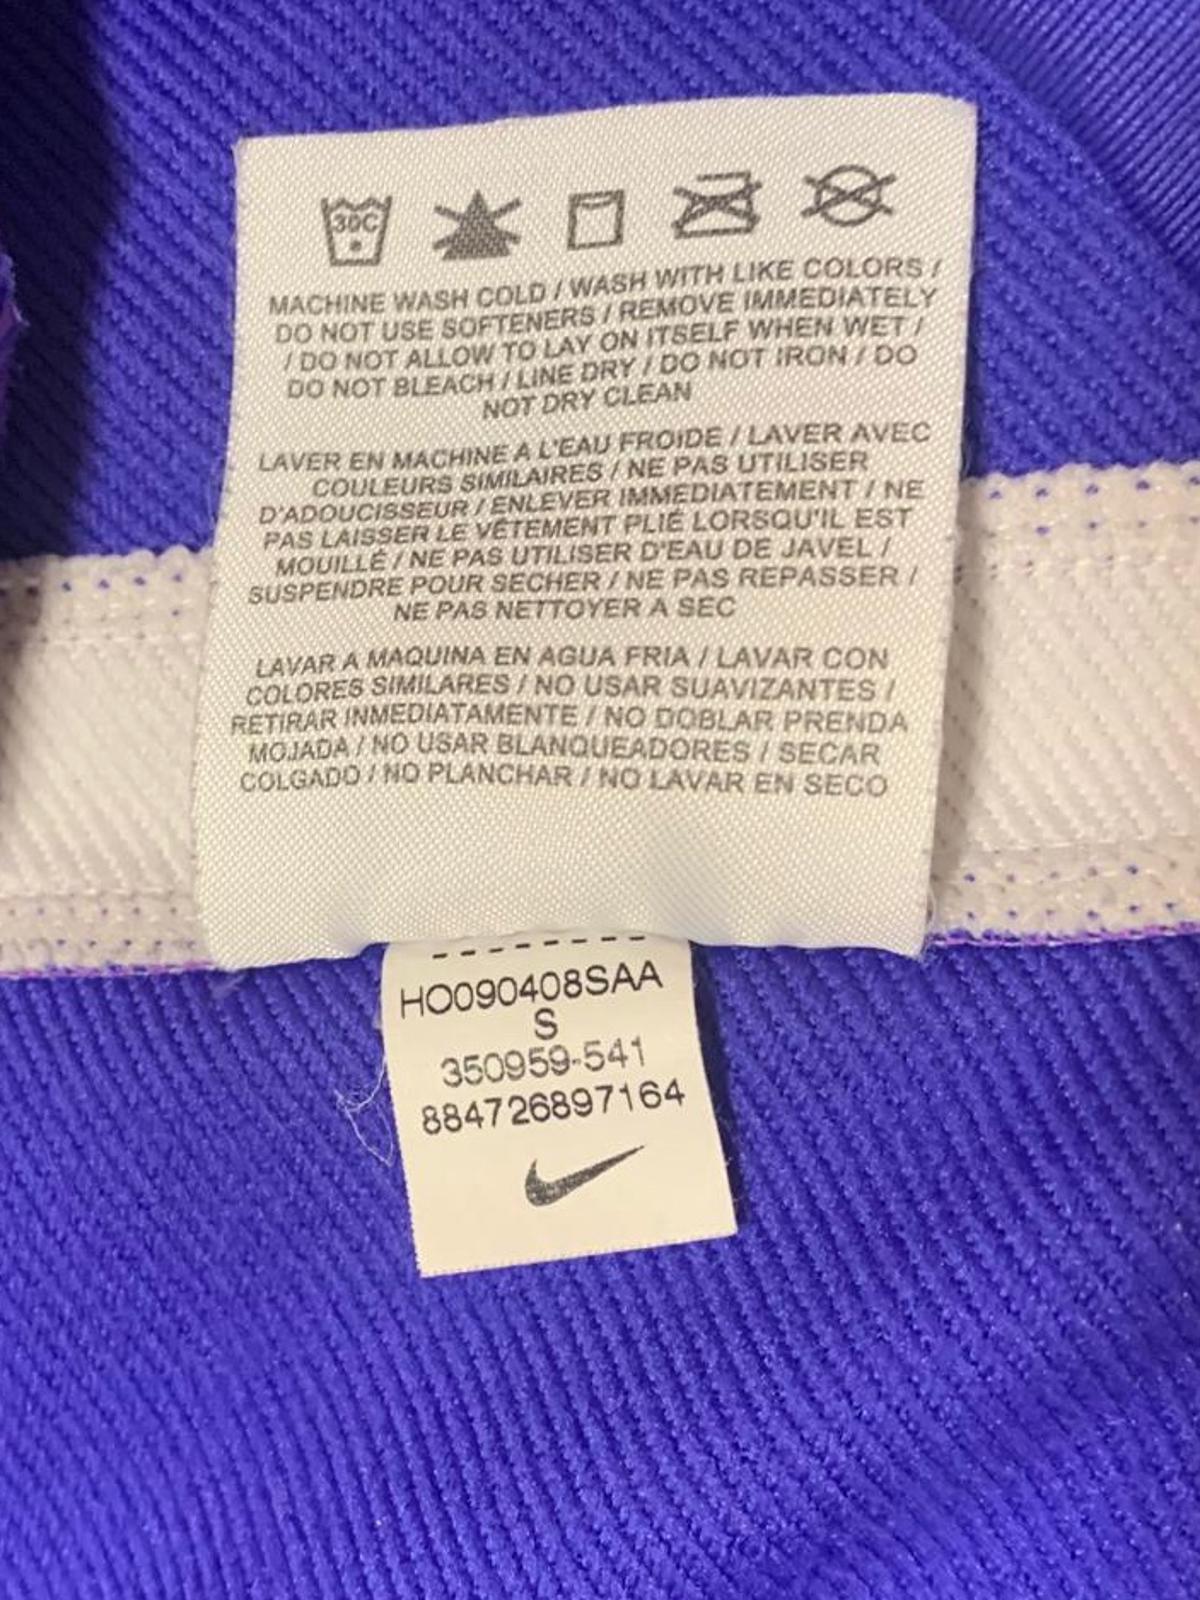 30C
MACHINE WASH COLD / WASH WITH LIKE COLORS /
DO NOT USE SOFTENERS / REMOVE IMMEDIATELY
/ DO NOT ALLOW TO LAY ON ITSELF WHEN WET /
DO NOT BLEACH / LINE DRY / DO NOT IRON / DO
NOT DRY CLEAN
LAVER EN MACHINE A L'EAU FROIDE / LAVER AVEC
COULEURS SIMILAIRES / NE PAS UTILISER
D'ADOUCISSEUR / ENLEVER IMMEDIATEMENT / NE
PAS LAISSER LE VÊTEMENT PLIÉ LORSQU'IL EST
MOUILLÉ / NE PAS UTILISER D'EAU DE JAVEL /
SUSPENDRE POUR SECHER / NE PAS REPASSER /
NE PAS NETTOYER A SEC
LAVAR A MAQUINA EN AGUA FRIA / LAVAR CON
COLORES SIMILARES / NO USAR SUAVIZANTES /
RETIRAR INMEDIATAMENTE / NO DOBLAR PRENDA
MOJADA / NO USAR BLANQUEADORES / SECAR
COLGADO / NO PLANCHAR / NO LAVAR EN SECO
HO090408SAA
S
350959-541
884726897164